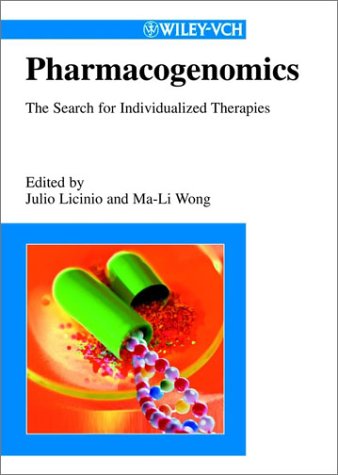 WILEY-VCH
Pharmacogenomics
The Search for Individualized Therapies
Edited by
Julio Licinio and Ma-Li Wong